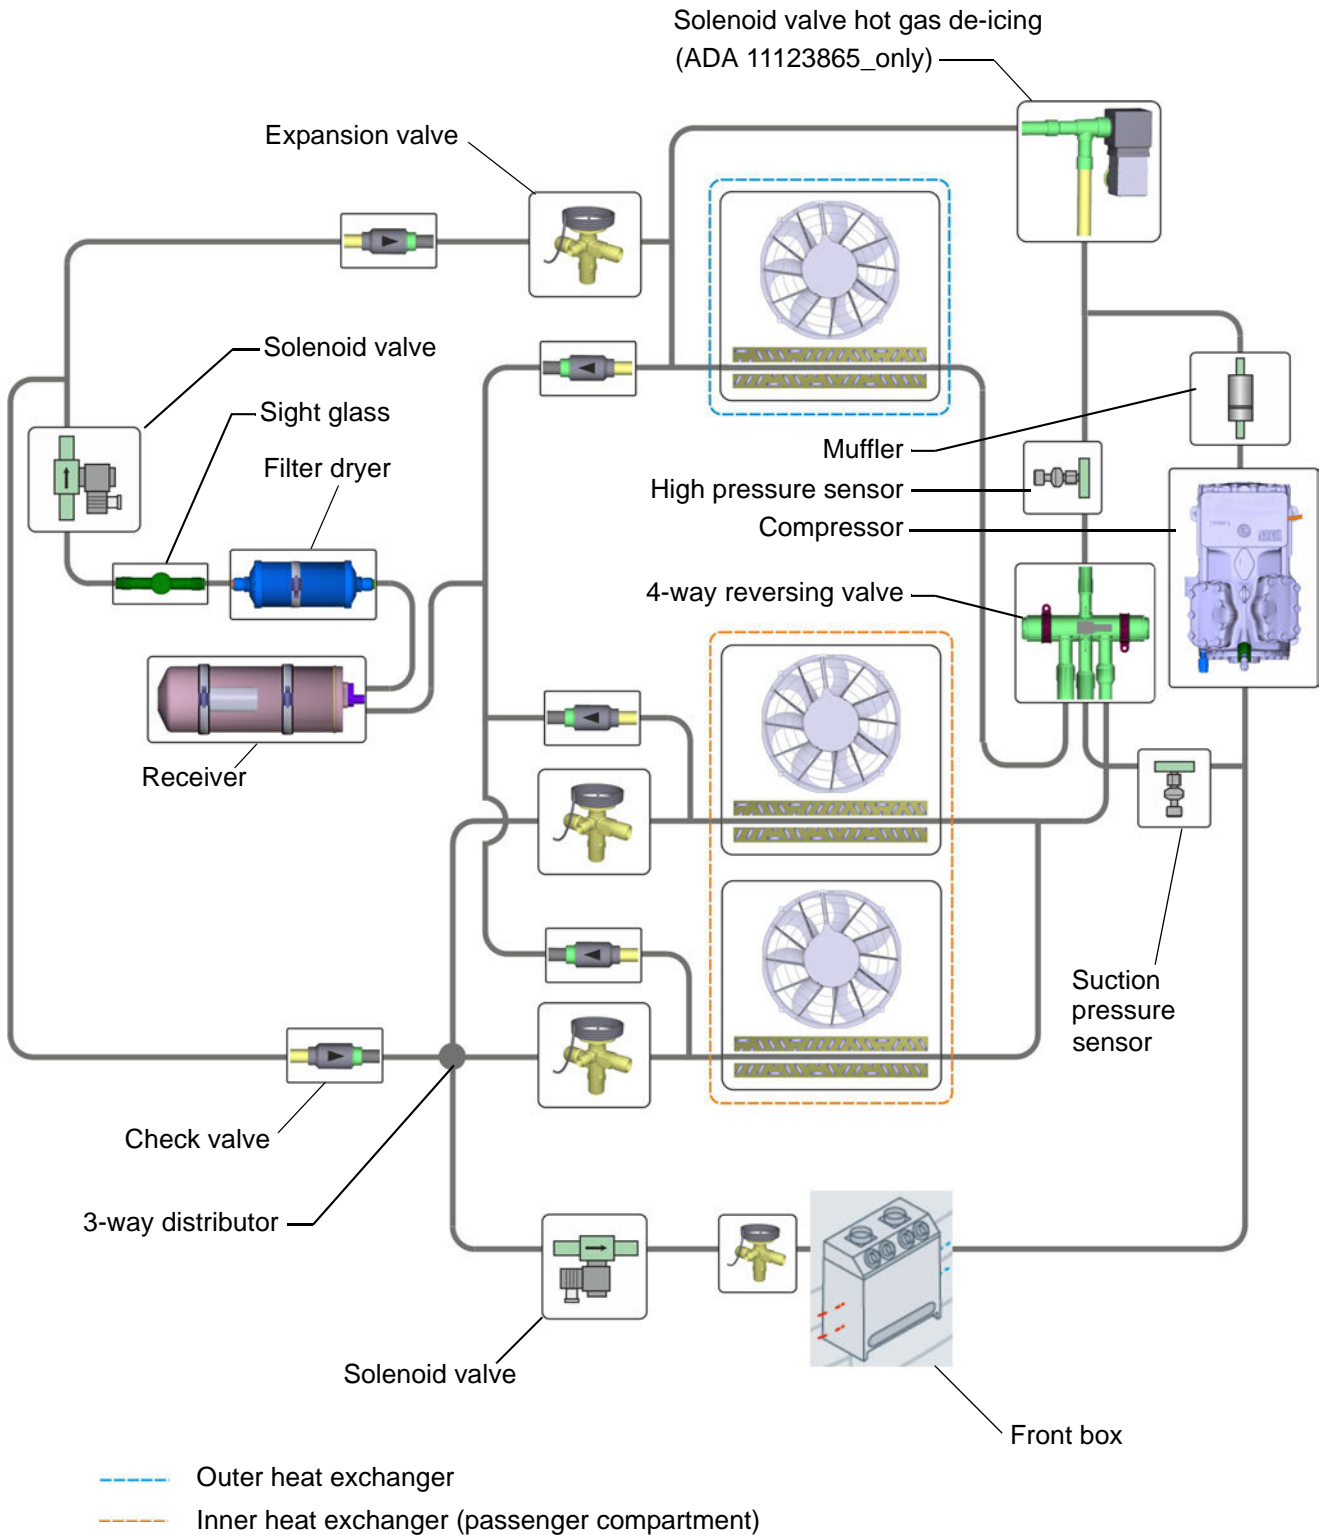 Solenoid valve hot gas de-icing
(ADA 11123865_only)
Expansion valve
Solenoid valve
Sight glass
Filter dryer
Muffler
High pressure sensor
Compressor
4-way reversing valve
Receiver
Suction
pressure
sensor
Check valve
3-way distributor
Solenoid valve
Front box
Outer heat exchanger
Inner heat exchanger (passenger compartment)